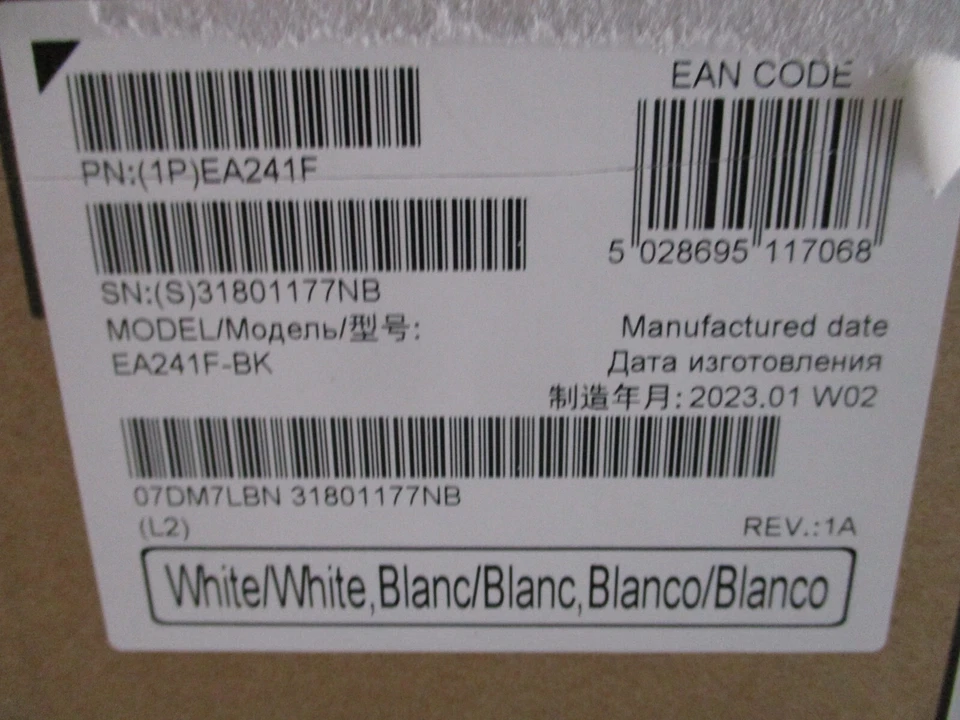 PN:(1P)EA241F
SN:(S)31801177NB
MODEL/Модель/型号:
EA241F-BK
EAN CODE
5 028695 117068
Manufactured date
Дата изготовления
制造年月: 2023.01 W02
07DM7LBN 31801177NB
(L2)
REV.:1A
White/White,Blanc/Blanc,Blanco/Blanco